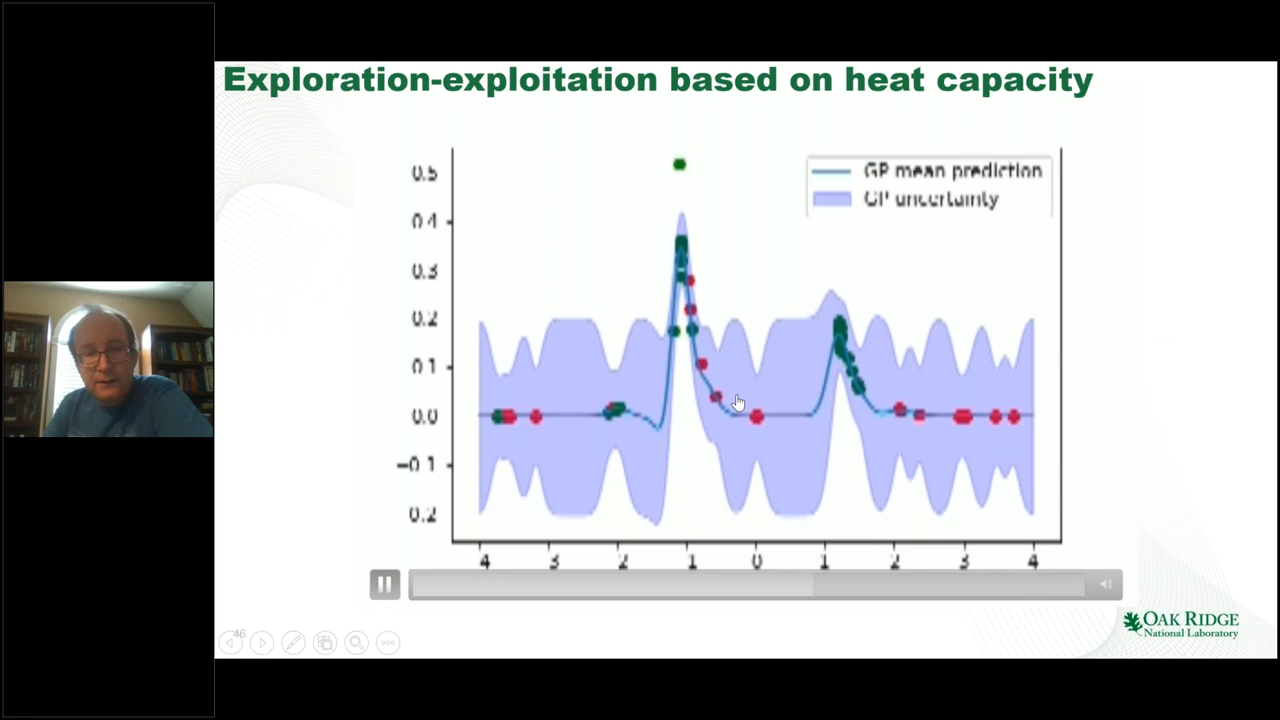 Exploration-exploitation based on heat capacity
GP mean prediction
GP uncertainty
0.5
0.4
0.3
0.2
0.1
0.0
−0.1
0.2
4 3 2 1 0 1 2 3 4
46
OAK RIDGE
National Laboratory